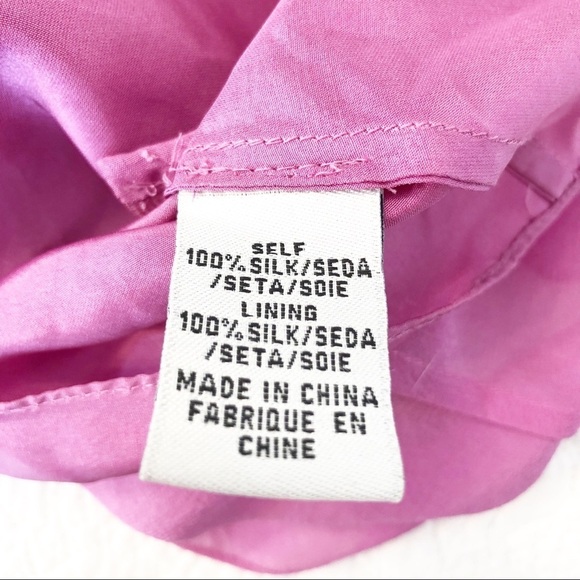 SELF
100%SILK/SEDA
/SETA/SOIE
LINING
100%SILK/SEDA
/SETA/SOIE
MADE IN CHINA
FABRIQUE EN
CHINE